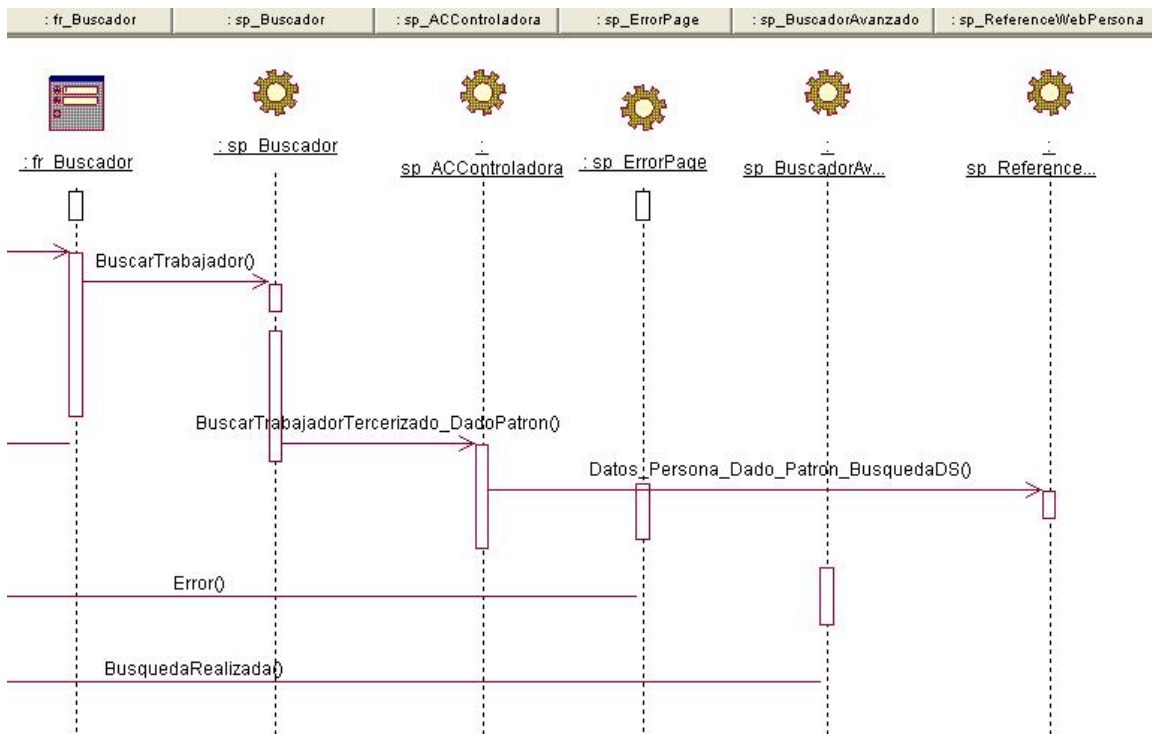 : fr_Buscador
: sp_Buscador
: sp_ACControladora
: sp_ErrorPage
: sp_BuscadorAvanzado
: sp_ReferenceWebPersona
: fr_Buscador
: sp_Buscador
:
sp_ACControladora
: sp_ErrorPage
:
sp_BuscadorAv...
:
sp_Reference...
BuscarTrabajador()
BuscarTrabajadorTercerizado_DadoPatron()
Datos_Persona_Dado_Patron_BusquedaDS()
Error()
BusquedaRealizada()